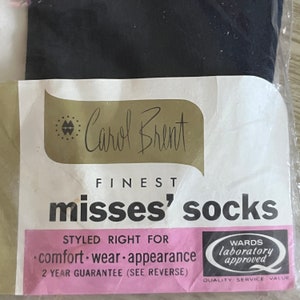 Carol Brent
FINEST
misses' socks
STYLED RIGHT FOR
·comfort·wear·appearance
2 YEAR GUARANTEE (SEE REVERSE)
WARDS
laboratory
approved
QUALITY SERVICE VALUE